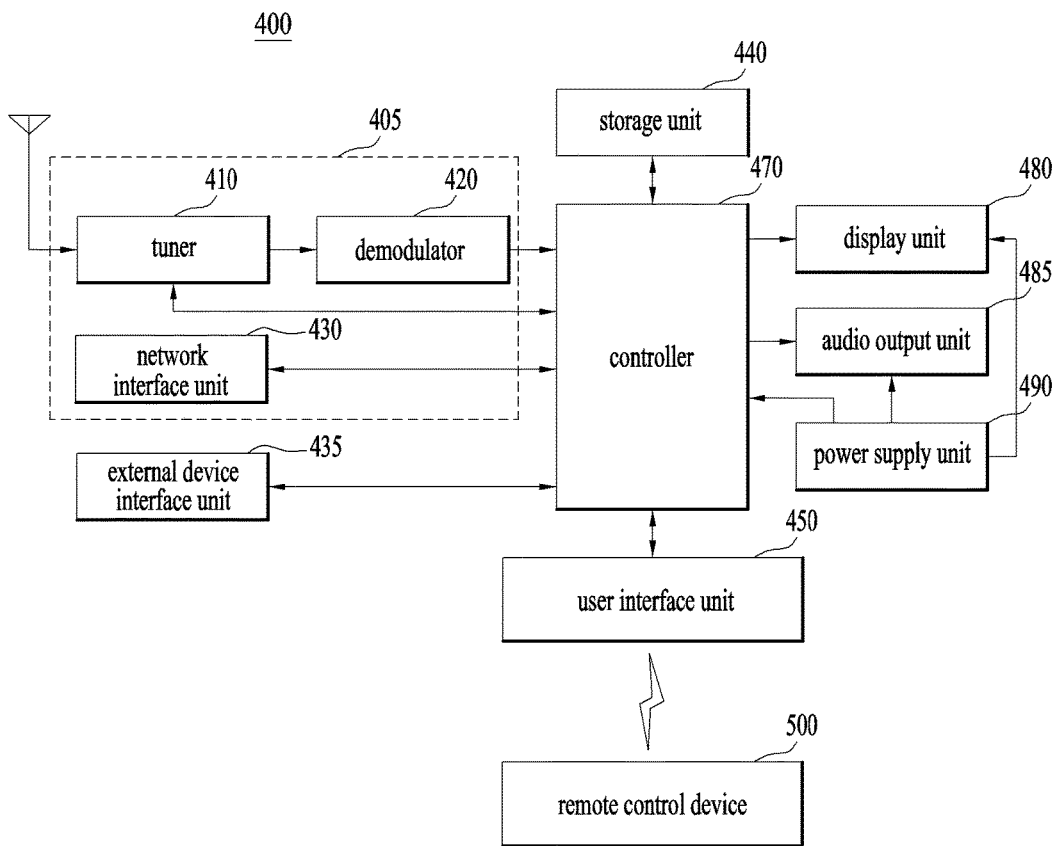 400
440
storage unit
405
410
420
470
480
tuner
demodulator
display unit
485
430
network
interface unit
controller
audio output unit
490
435
external device
interface unit
power supply unit
450
user interface unit
500
remote control device